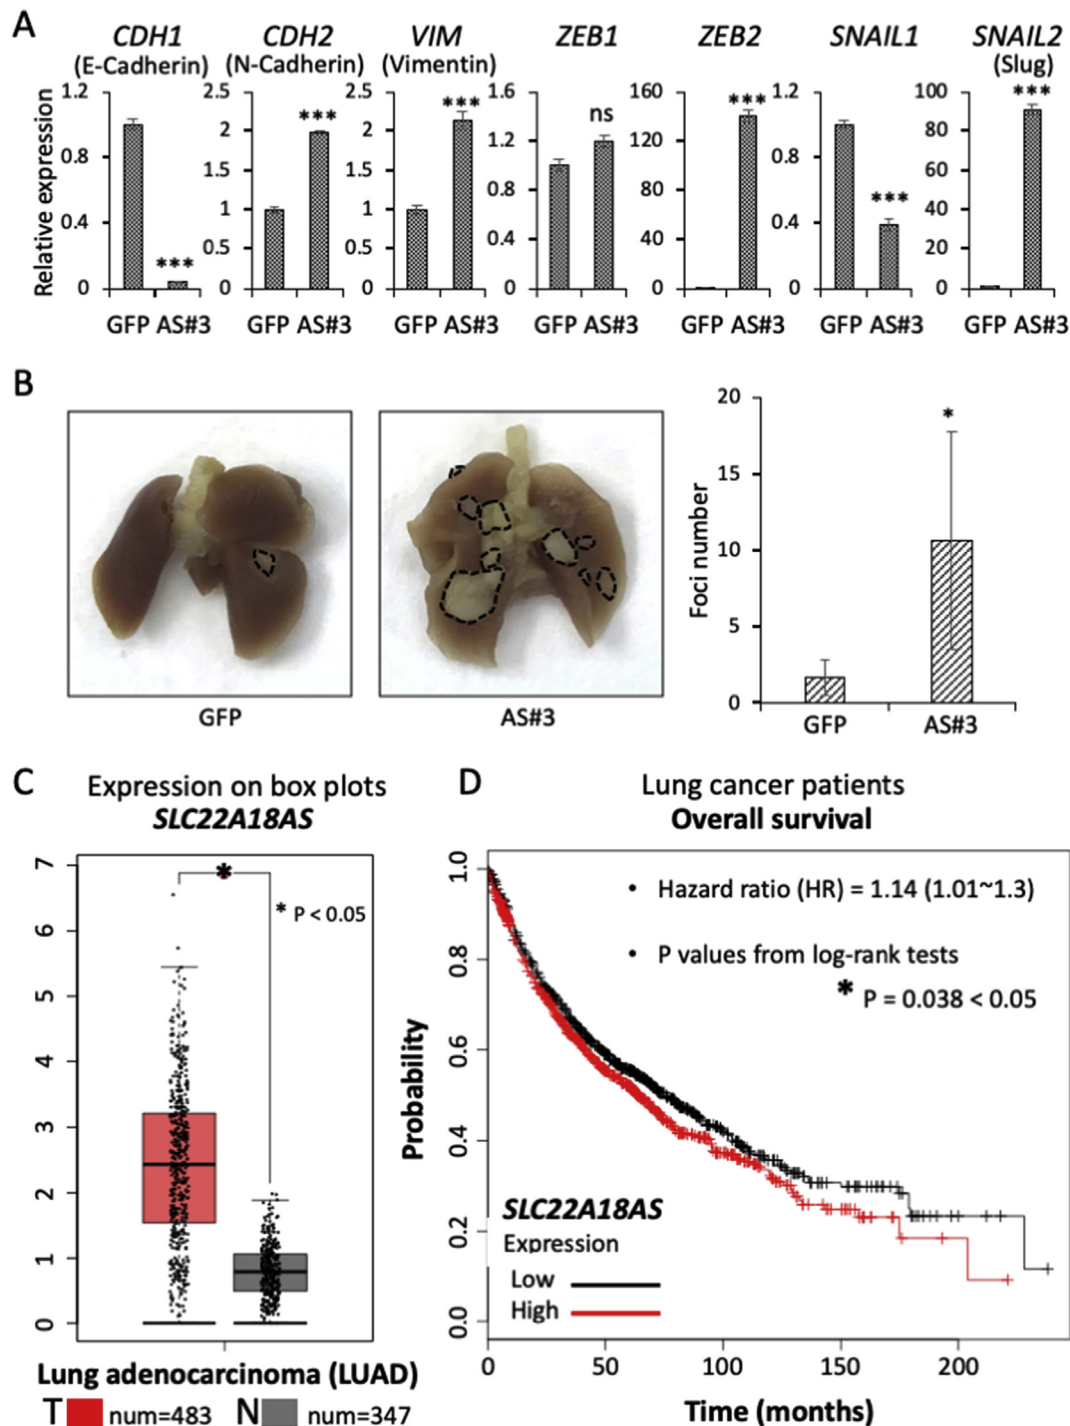 A
CDH1 CDH2 VIM ZEB1 ZEB2 SNAIL1 SNAIL2
(E-Cadherin) (N-Cadherin) (Vimentin) (Slug)
Relative expression
1.2
0.8
0.4
0
***
GFP AS#3
2.5
2
1.5
1
0.5
0
***
GFP AS#3
2.5
2
1.5
1
0.5
0
***
GFP AS#3
1.6
1.2
0.8
0.4
0
ns
GFP AS#3
160
120
80
40
0
***
GFP AS#3
1.2
0.8
0.4
0
***
GFP AS#3
100
80
60
40
20
0
***
GFP AS#3
B
GFP
AS#3
Foci number
20
15
10
5
0
*
GFP AS#3
C
Expression on box plots
SLC22A18AS
7
6
5
4
3
2
1
0
*
* P < 0.05
Lung adenocarcinoma (LUAD)
T num=483 N num=347
D
Lung cancer patients
Overall survival
Probability
1.0
0.8
0.6
0.4
0.2
0.0
• Hazard ratio (HR) = 1.14 (1.01~1.3)
• P values from log-rank tests
* P = 0.038 < 0.05
SLC22A18AS
Expression
Low
High
0 50 100 150 200
Time (months)